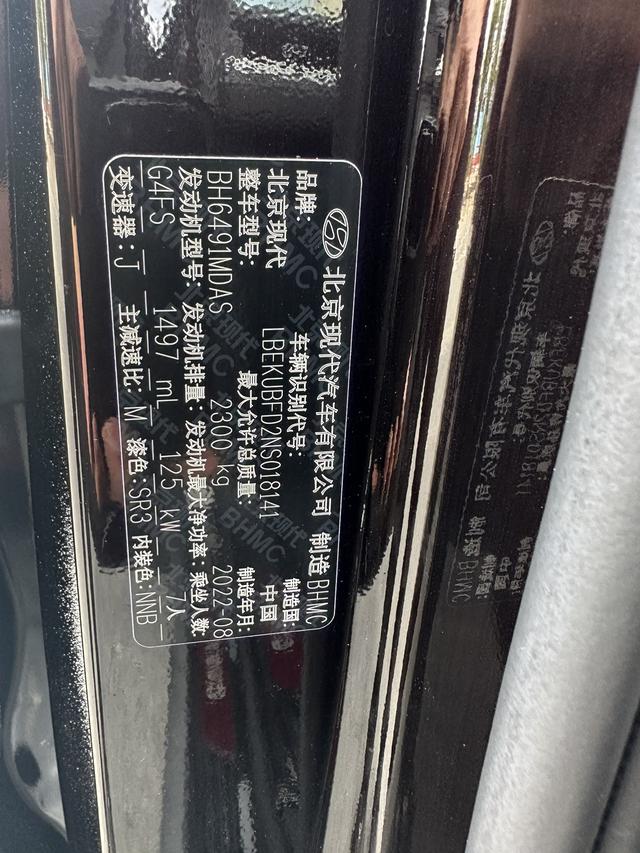 北京现代汽车有限公司 制造 BHMC
品牌: 车辆识别代号: 制造国:
北京现代 LBEKUBFD2NS018141 中国
整车型号: 最大允许总质量: 制造年月:
BH6491MDAS 2300 kg 2022-08
发动机型号: 发动机排量: 发动机最大净功率: 乘坐人数:
G4FS 1497 mL 125 kW 7人
变速器: J 主减速比: M 漆色: SR3 内装色: NNB